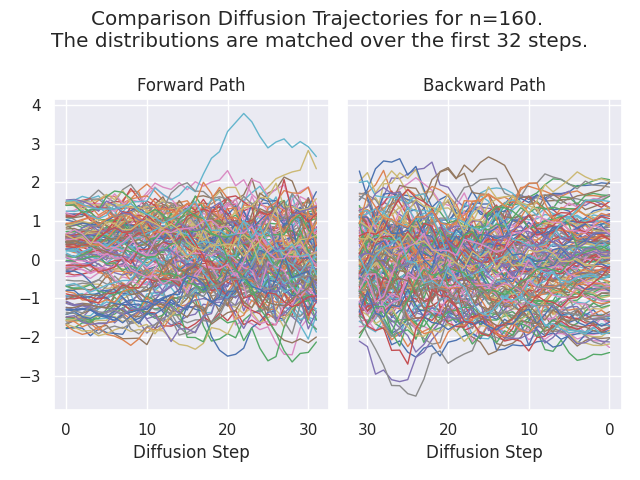 Comparison Diffusion Trajectories for n=160.
The distributions are matched over the first 32 steps.
Forward Path
Backward Path
4
3
2
1
0
−1
−2
−3
0 10 20 30
30 20 10 0
Diffusion Step
Diffusion Step